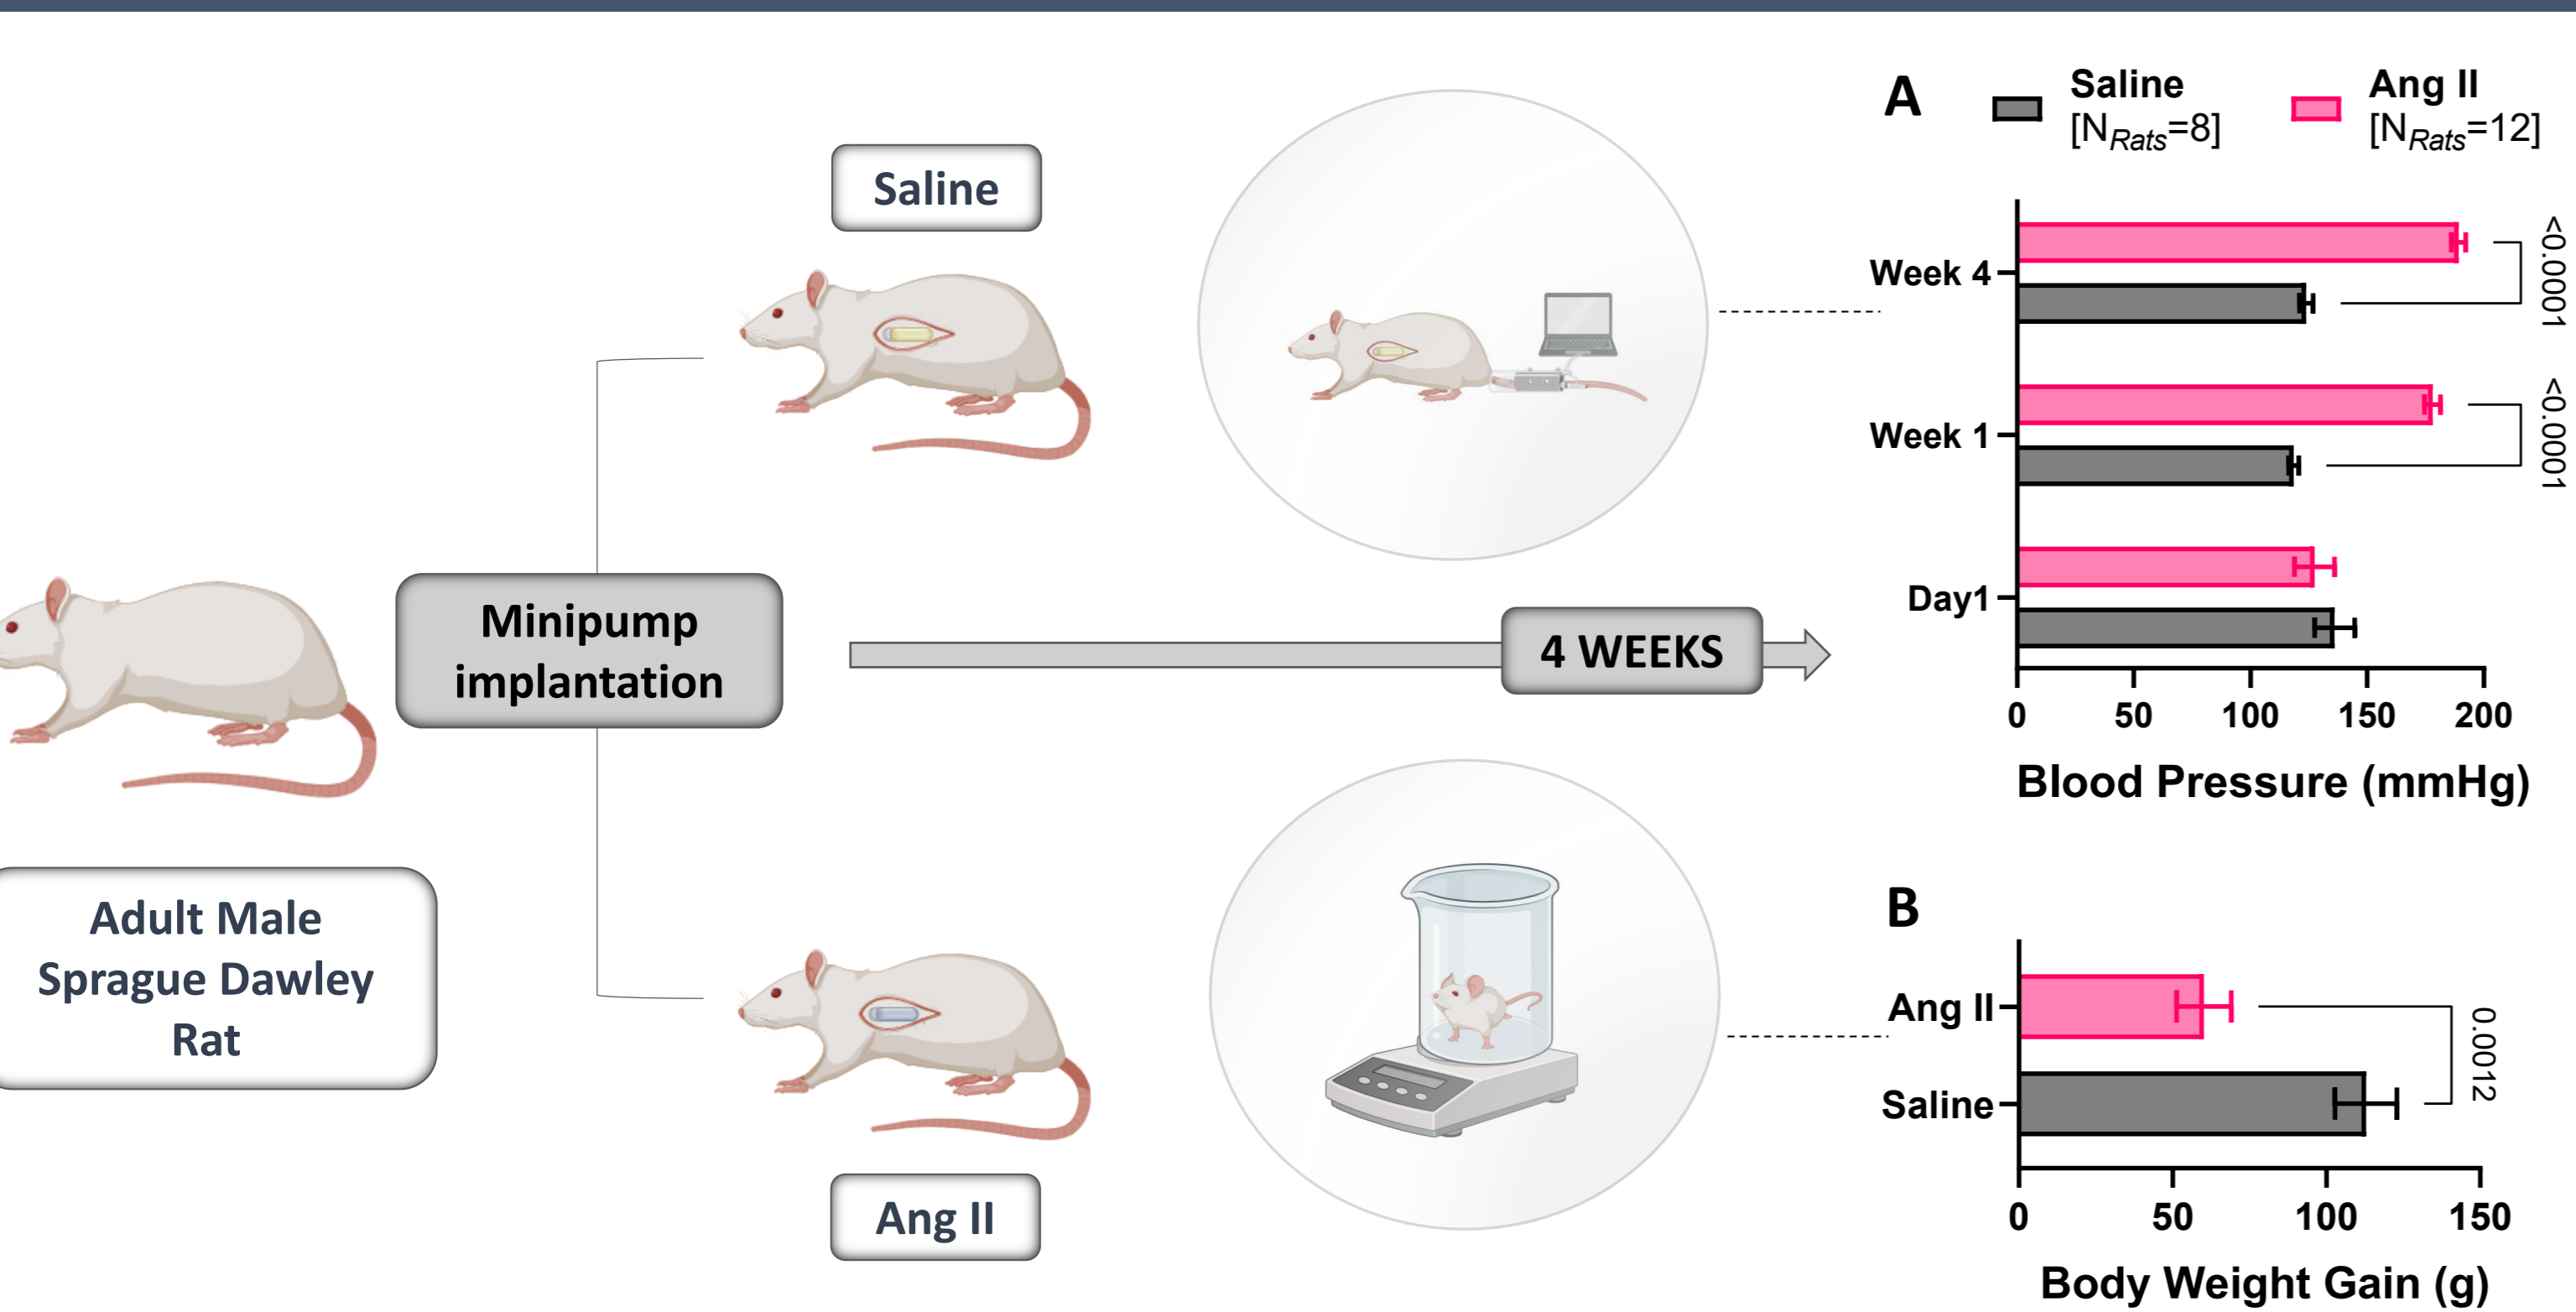 Saline
Minipump
implantation
4 WEEKS
Adult Male
Sprague Dawley
Rat
Ang II
A
Saline
[NRats=8]
Ang II
[NRats=12]
Week 4
<0.0001
Week 1
<0.0001
Day1
0 50 100 150 200
Blood Pressure (mmHg)
B
Ang II
Saline
0.0012
0 50 100 150
Body Weight Gain (g)